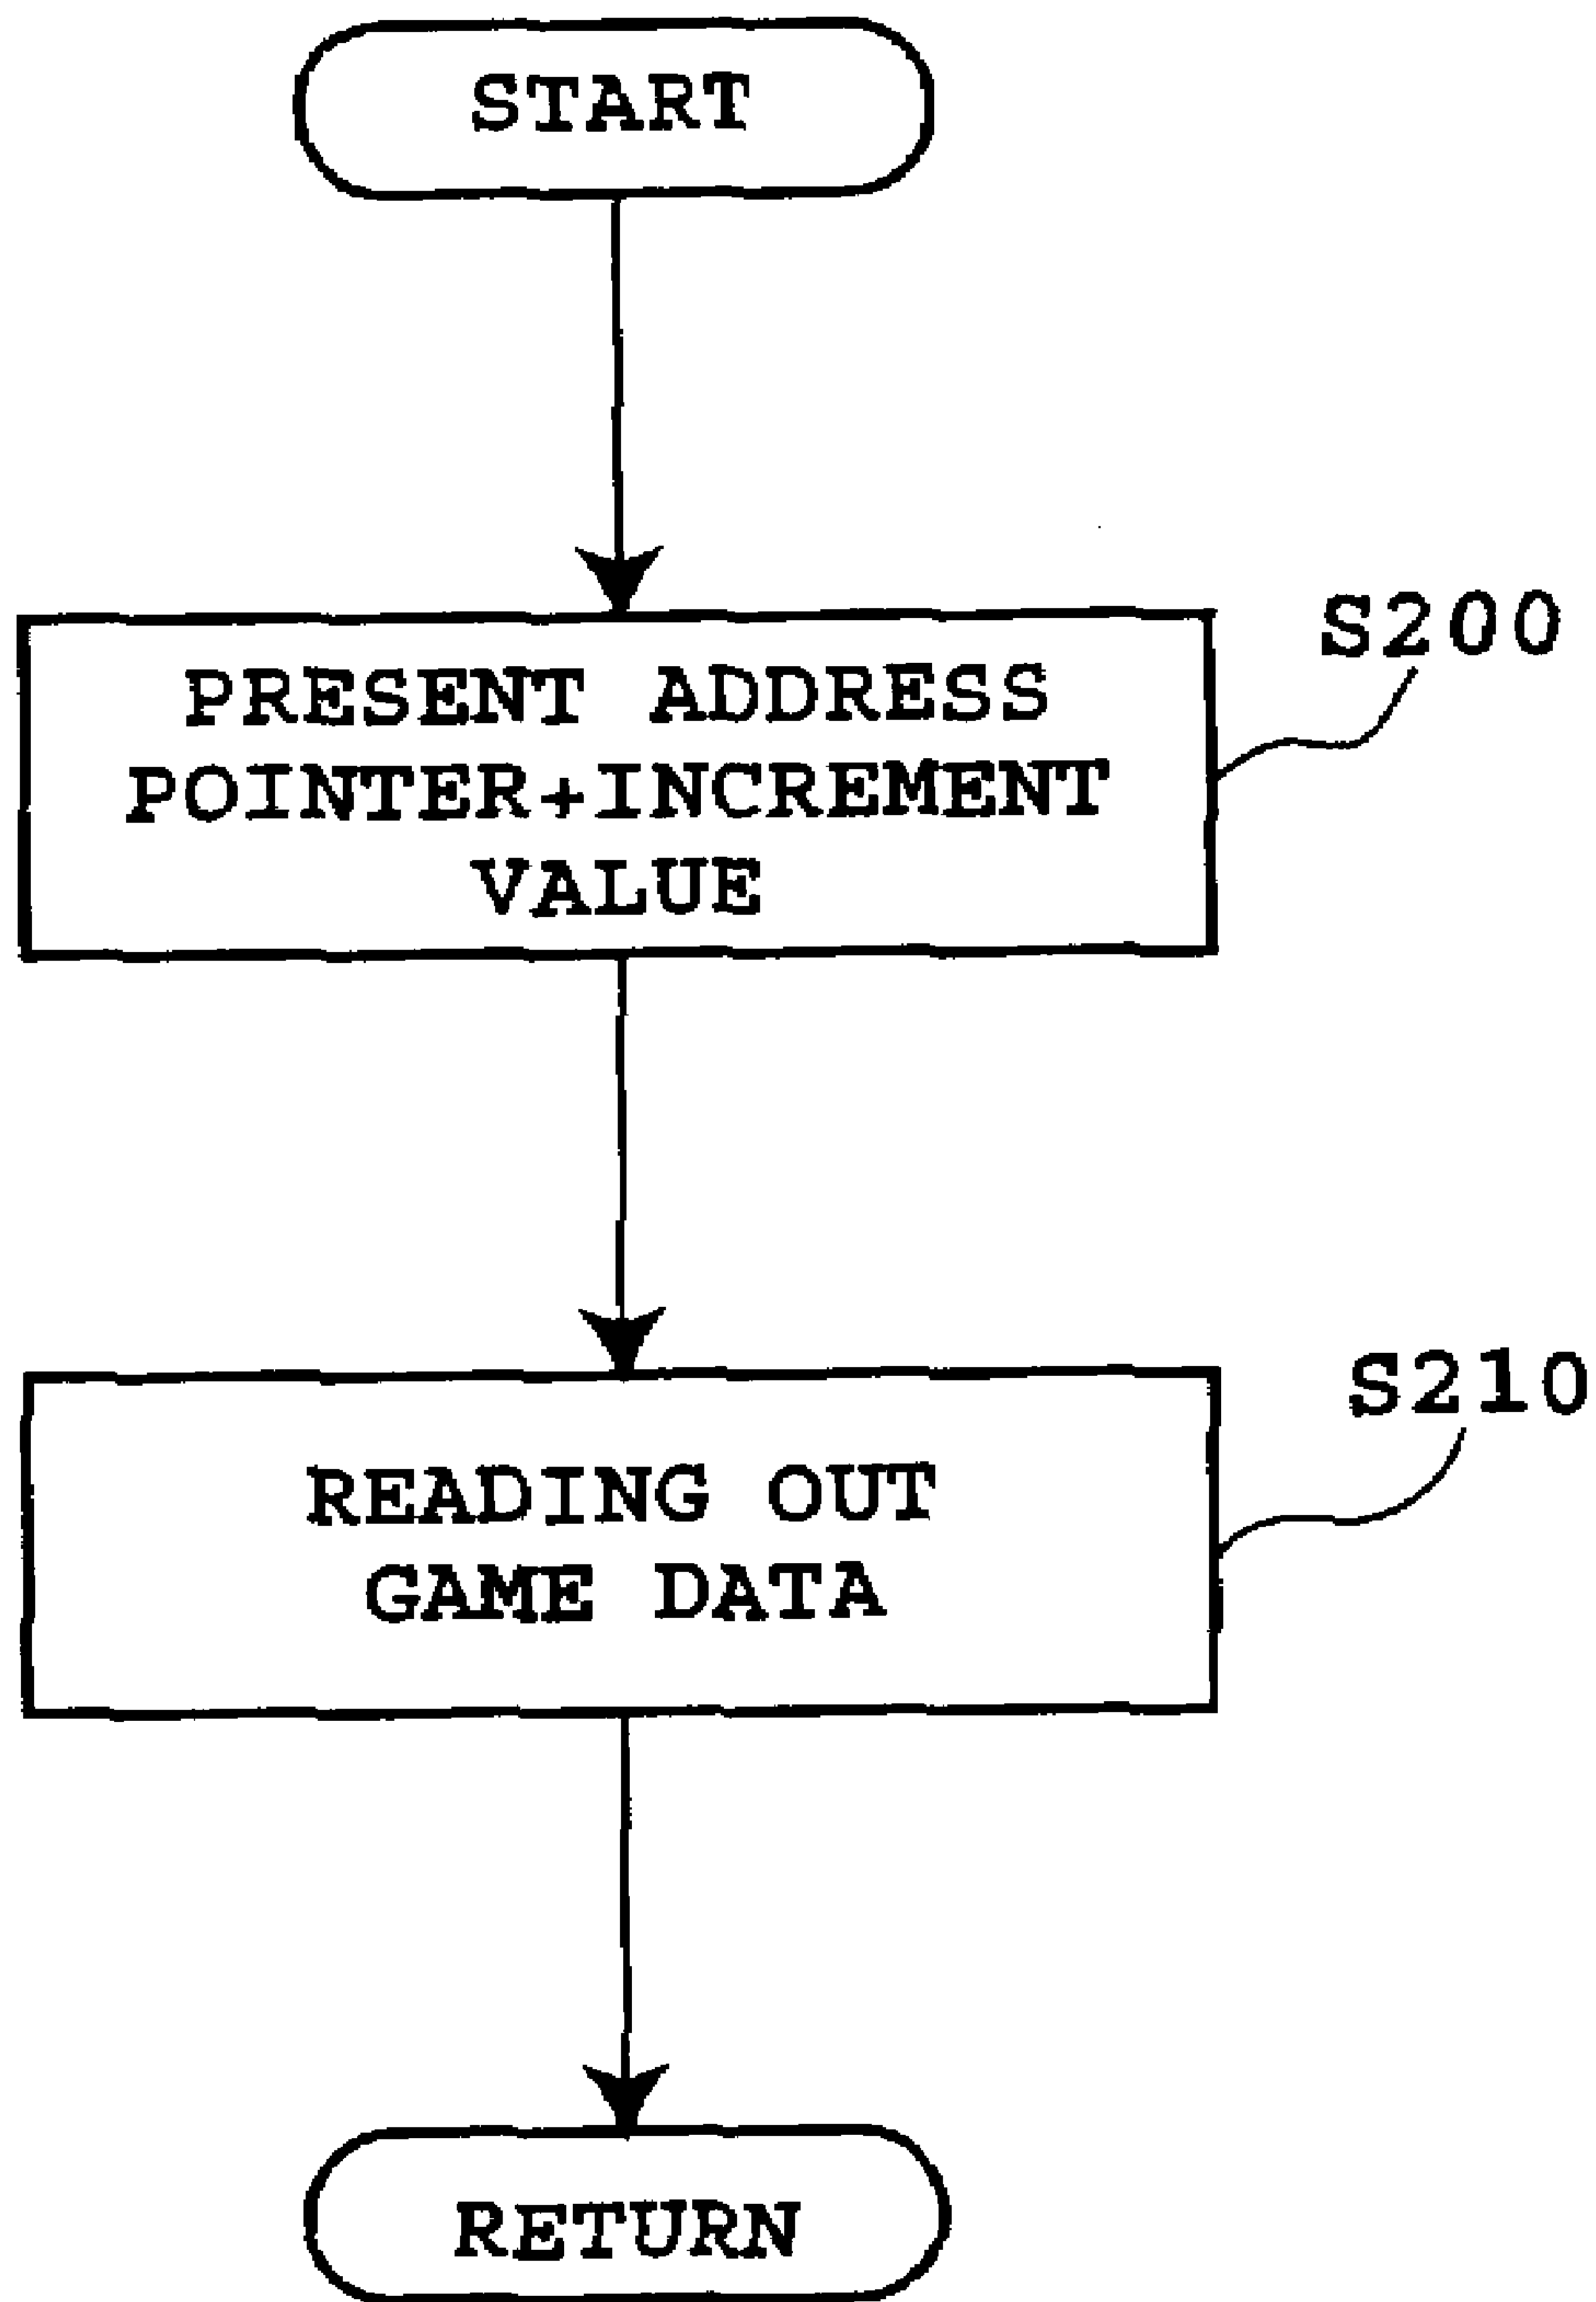 START
S200
PRESENT ADDRESS
POINTER+INCREMENT
VALUE
S210
READING OUT
GAME DATA
RETURN